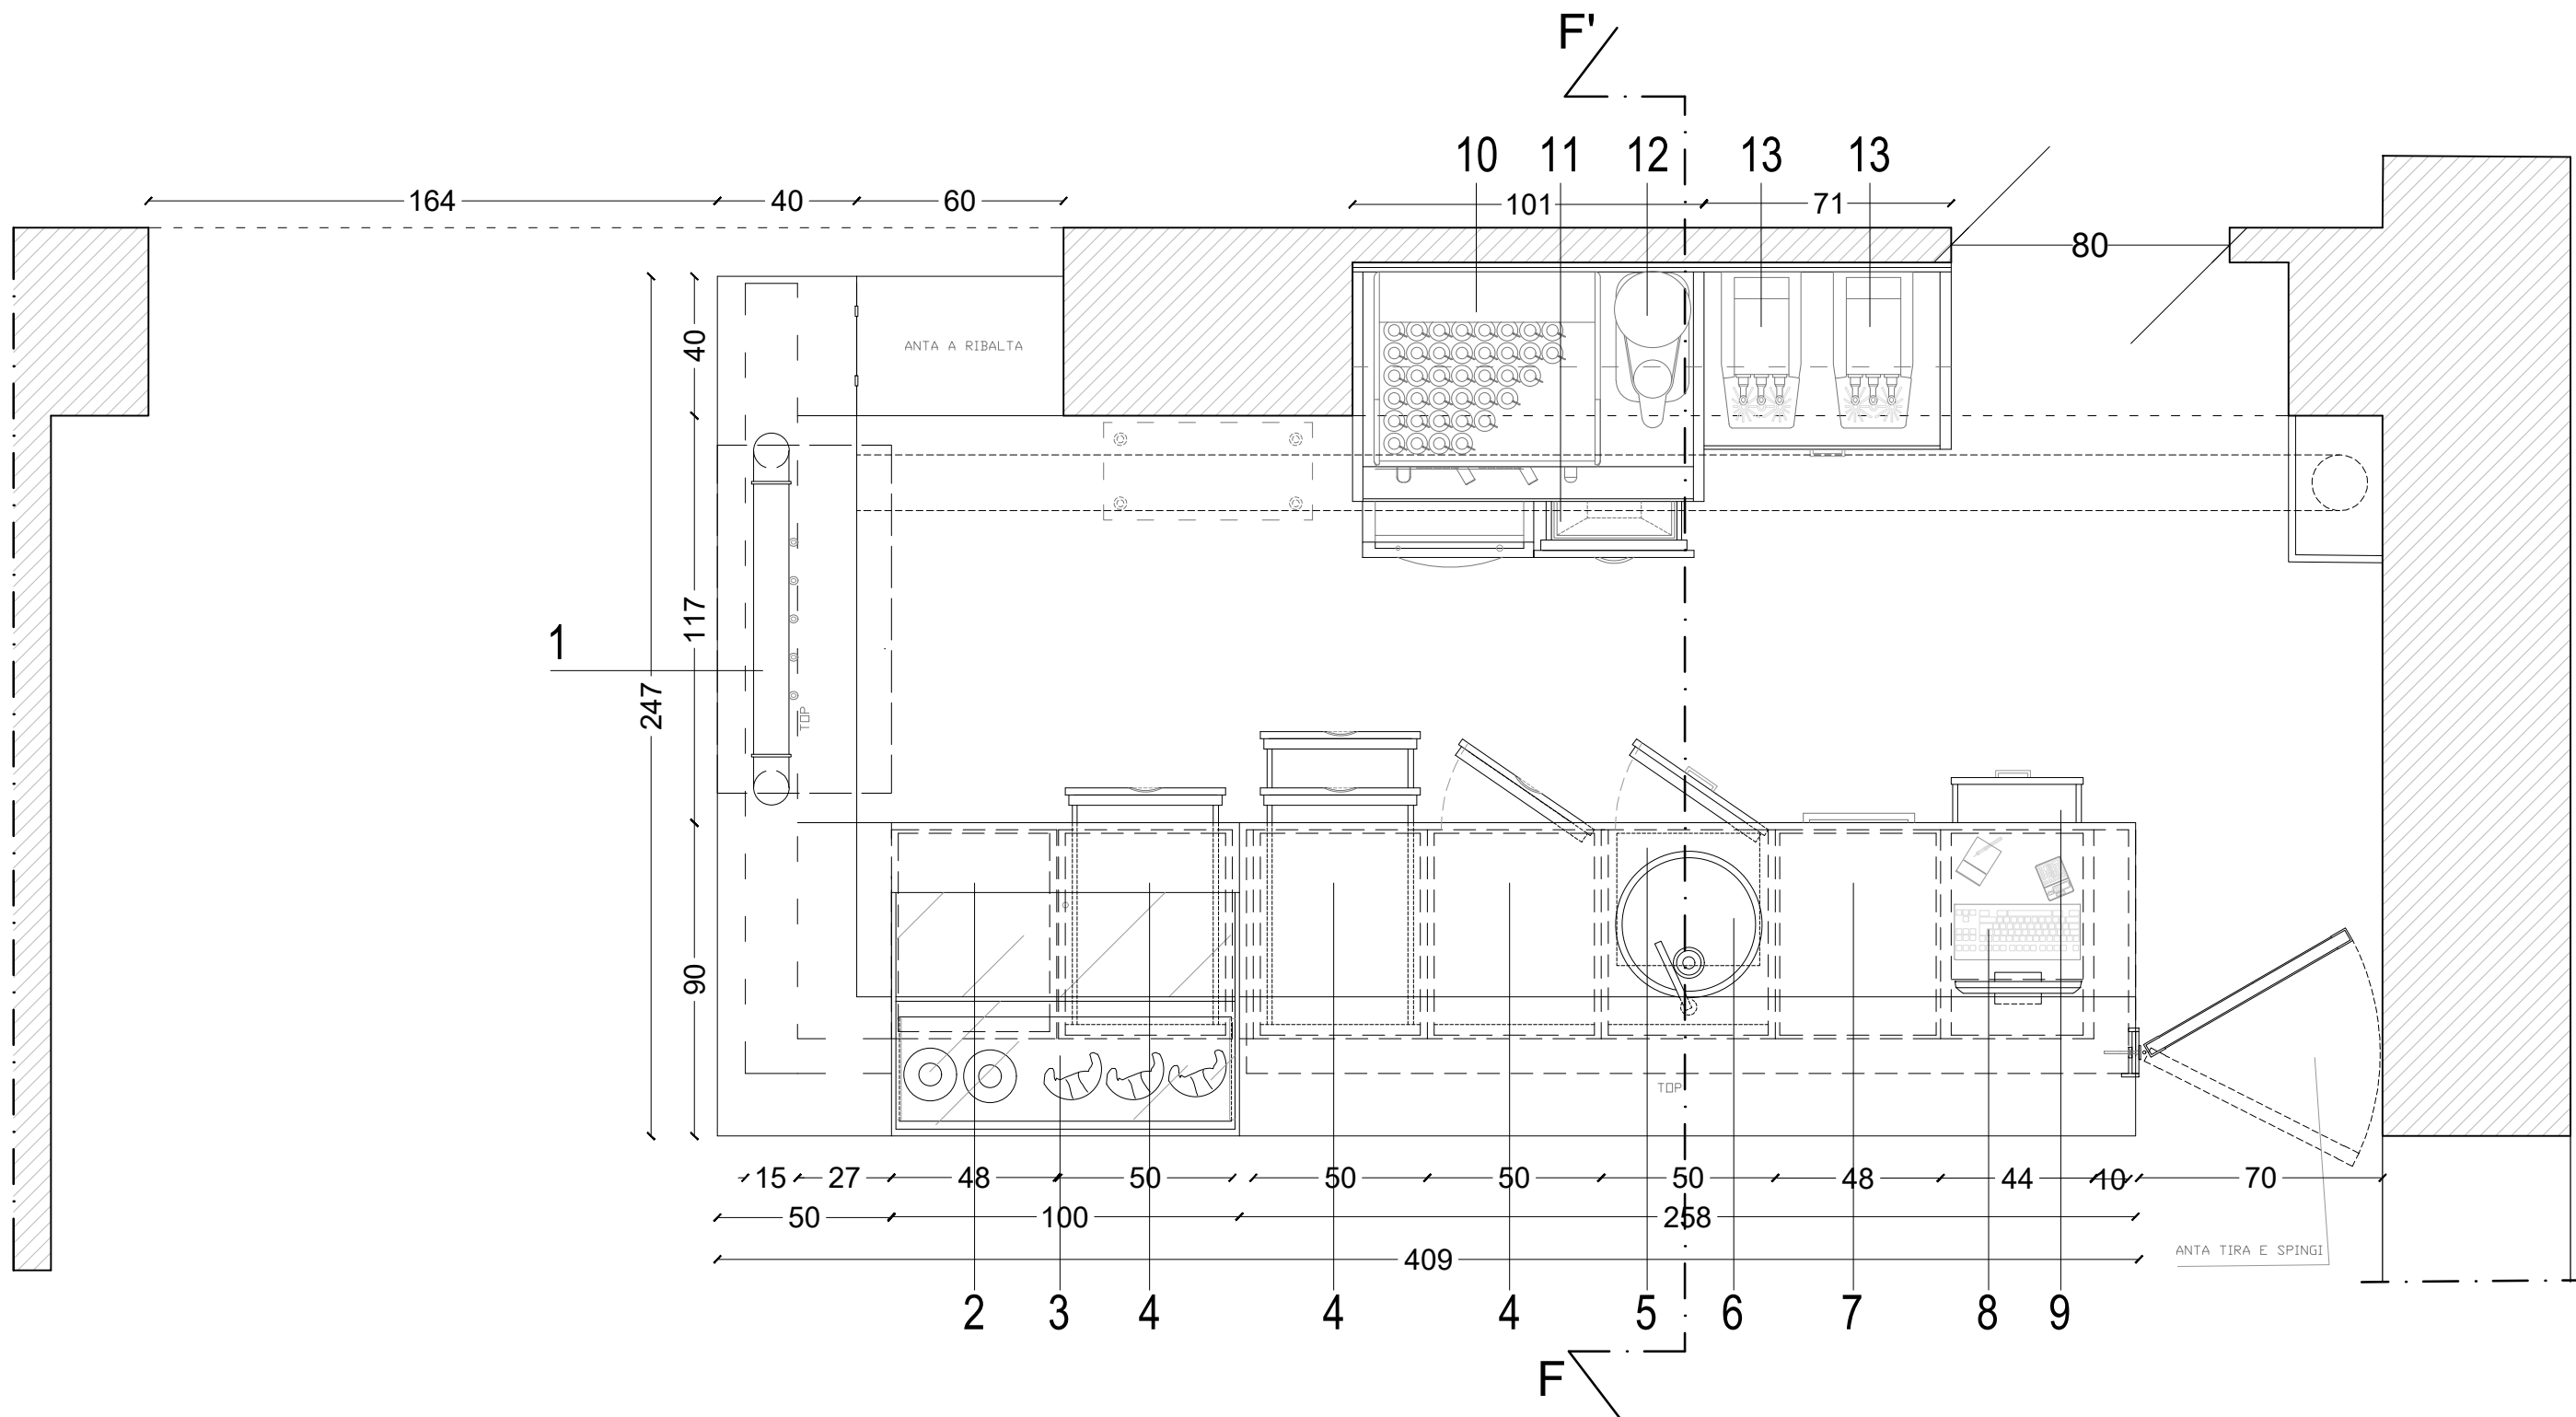 F'
10 11 12 13 13
164 40 60 101 71
80
ANTA A RIBALTA
40
117
1
247
TOP
90
TOP
15 27 48 50 50 50 50 48 44 10 70
50 100 258
409
ANTA TIRA E SPINGI
2 3 4 4 4 5 6 7 8 9
F